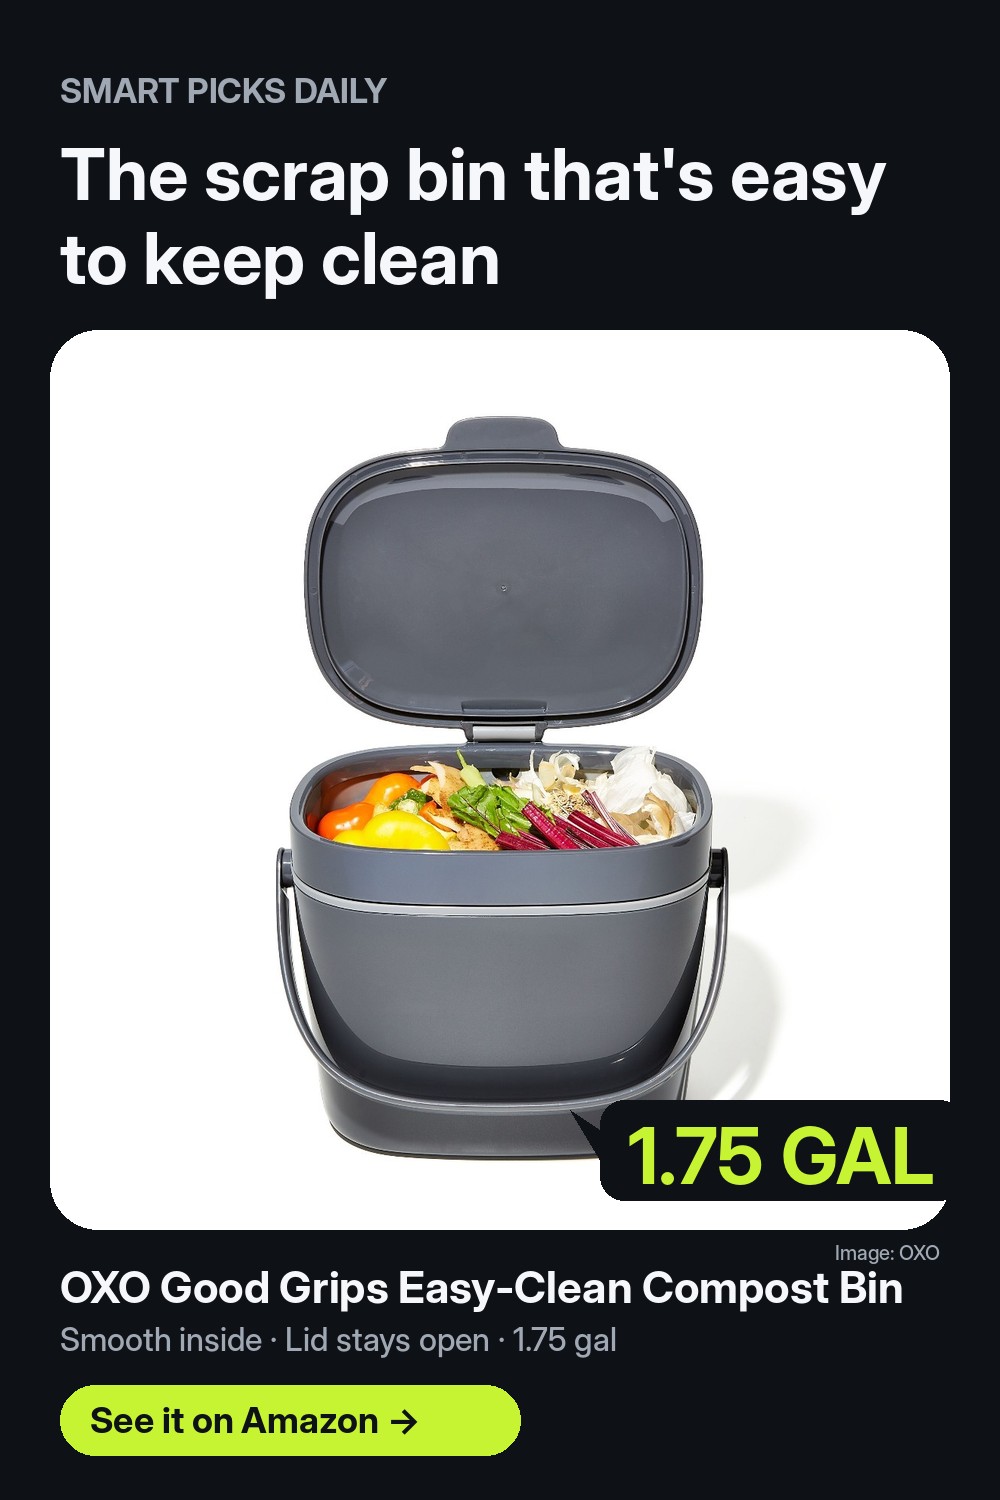 SMART PICKS DAILY
The scrap bin that's easy
to keep clean
1.75 GAL
Image: OXO
OXO Good Grips Easy-Clean Compost Bin
Smooth inside · Lid stays open · 1.75 gal
See it on Amazon →